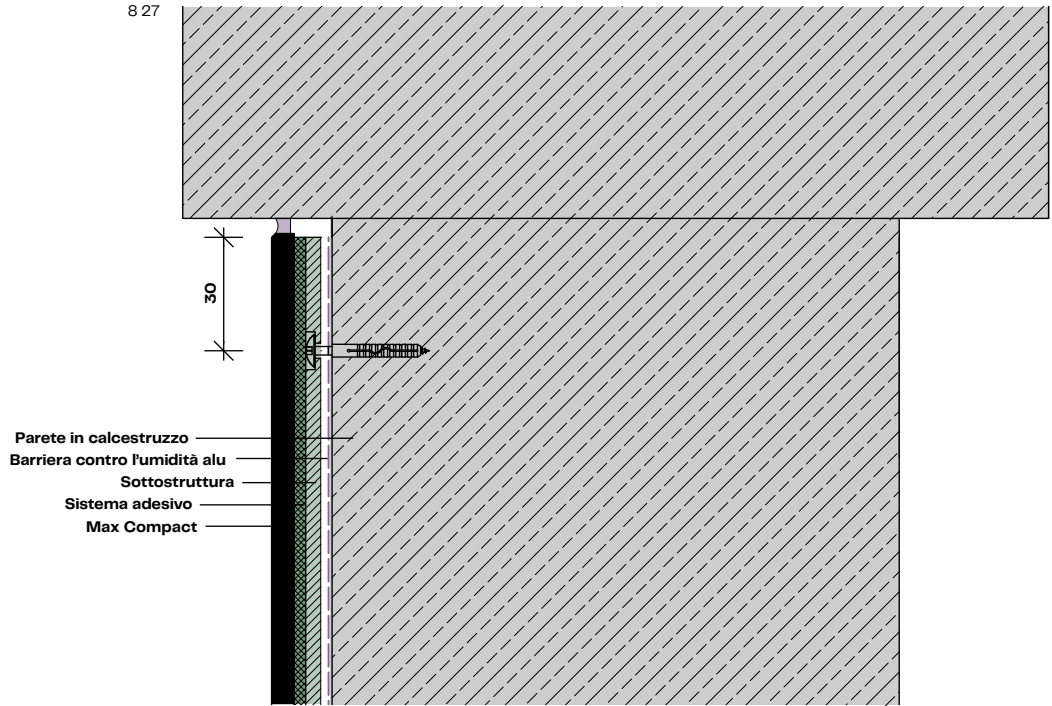 8 27
30
Parete in calcestruzzo
Barriera contro l'umidità alu
Sottostruttura
Sistema adesivo
Max Compact